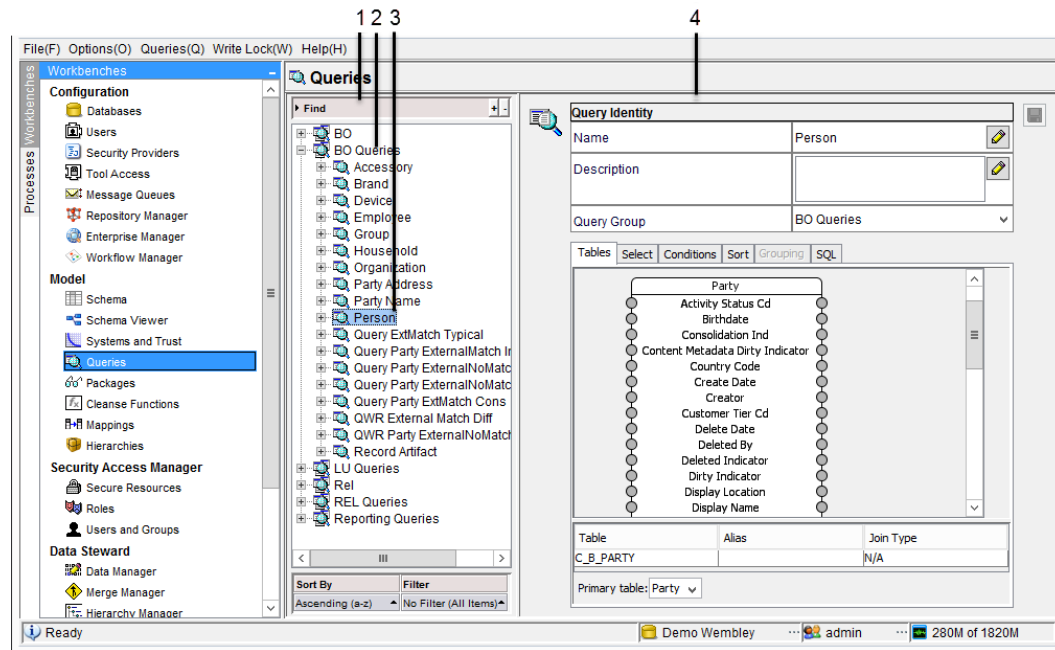 1 2 3 4
File(F) Options(O) Queries(Q) Write Lock(W) Help(H)
Processes Workbenches
Workbenches
Configuration
Databases
Users
Security Providers
Tool Access
Message Queues
Repository Manager
Enterprise Manager
Workflow Manager
Model
Schema
Schema Viewer
Systems and Trust
Queries
Packages
Cleanse Functions
Mappings
Hierarchies
Security Access Manager
Secure Resources
Roles
Users and Groups
Data Steward
Data Manager
Merge Manager
Hierarchy Manager
Queries
Find
+ -
BO
BO Queries
Accessory
Brand
Device
Employee
Group
Household
Organization
Party Address
Party Name
Person
Query ExtMatch Typical
Query Party ExternalMatch Ir
Query Party ExternalNoMatc
Query Party ExternalNoMatc
Query Party ExtMatch Cons
QWR External Match Diff
QWR Party ExternalNoMatch
Record Artifact
LU Queries
Rel
REL Queries
Reporting Queries
Sort By Filter
Ascending (a-z) No Filter (All Items)
Query Identity
Name Person
Description
Query Group BO Queries
Tables Select Conditions Sort Grouping SQL
Party
Activity Status Cd
Birthdate
Consolidation Ind
Content Metadata Dirty Indicator
Country Code
Create Date
Creator
Customer Tier Cd
Delete Date
Deleted By
Deleted Indicator
Dirty Indicator
Display Location
Display Name
Table Alias Join Type
C_B_PARTY N/A
Primary table: Party
Ready Demo Wembley ... admin ... 280M of 1820M